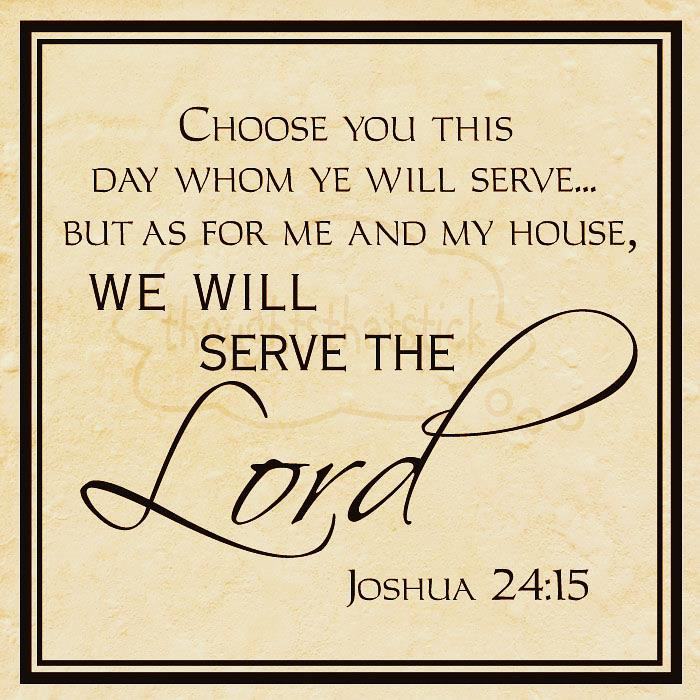 Choose you this
day whom ye will serve...
but as for me and my house,
WE WILL
thoughtsthatstick
SERVE THE
Lord
Joshua 24:15